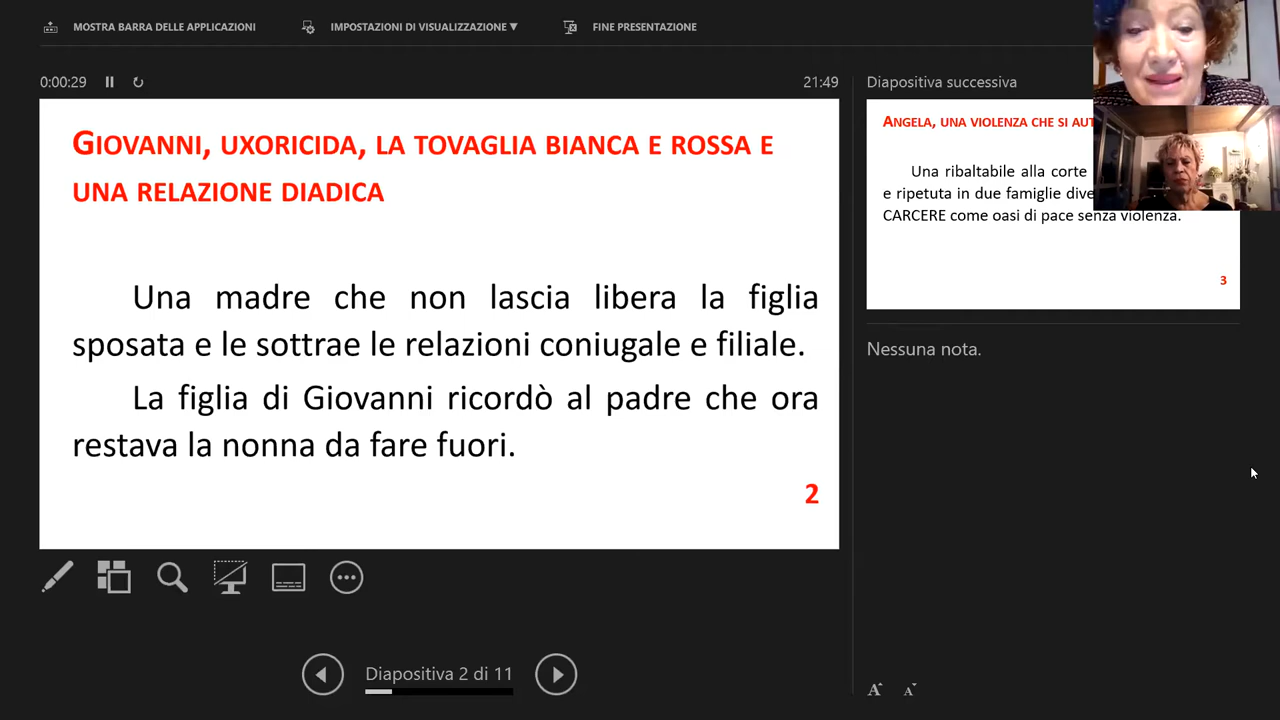 MOSTRA BARRA DELLE APPLICAZIONI
IMPOSTAZIONI DI VISUALIZZAZIONE ▼
FINE PRESENTAZIONE
0:00:29
21:49
GIOVANNI, UXORICIDA, LA TOVAGLIA BIANCA E ROSSA E
UNA RELAZIONE DIADICA
Una madre che non lascia libera la figlia
sposata e le sottrae le relazioni coniugale e filiale.
La figlia di Giovanni ricordò al padre che ora
restava la nonna da fare fuori.
2
Diapositiva 2 di 11
Diapositiva successiva
ANGELA, UNA VIOLENZA CHE SI
Una ribaltabile alla corte
e ripetuta in due famiglie
CARCERE come oasi di pace senza violenza.
3
Nessuna nota.
A A